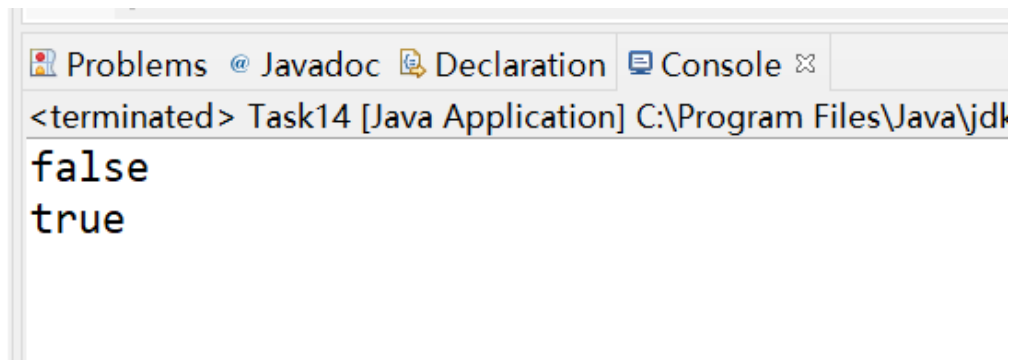 Problems @ Javadoc Declaration Console
<terminated> Task14 [Java Application] C:\Program Files\Java\jdk
false
true